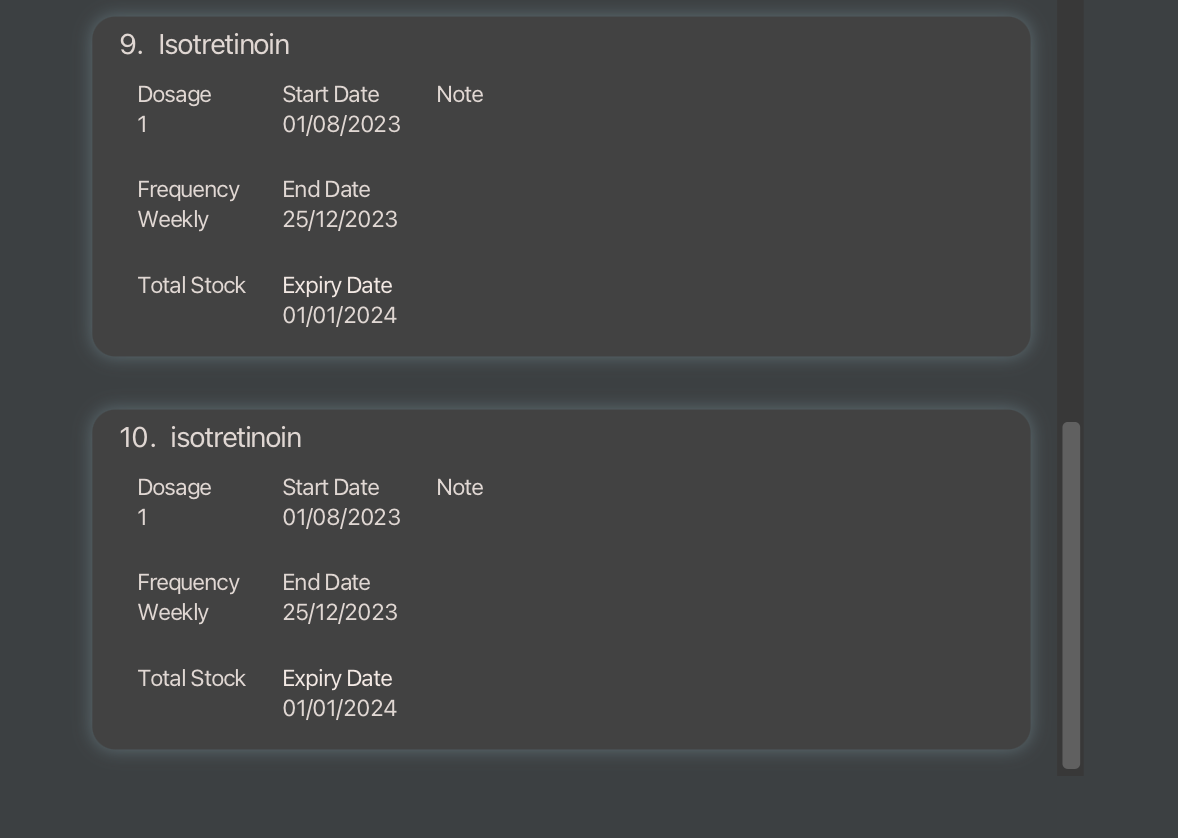 9. Isotretinoin
Dosage Start Date Note
1 01/08/2023
Frequency End Date
Weekly 25/12/2023
Total Stock Expiry Date
01/01/2024
10. isotretinoin
Dosage Start Date Note
1 01/08/2023
Frequency End Date
Weekly 25/12/2023
Total Stock Expiry Date
01/01/2024